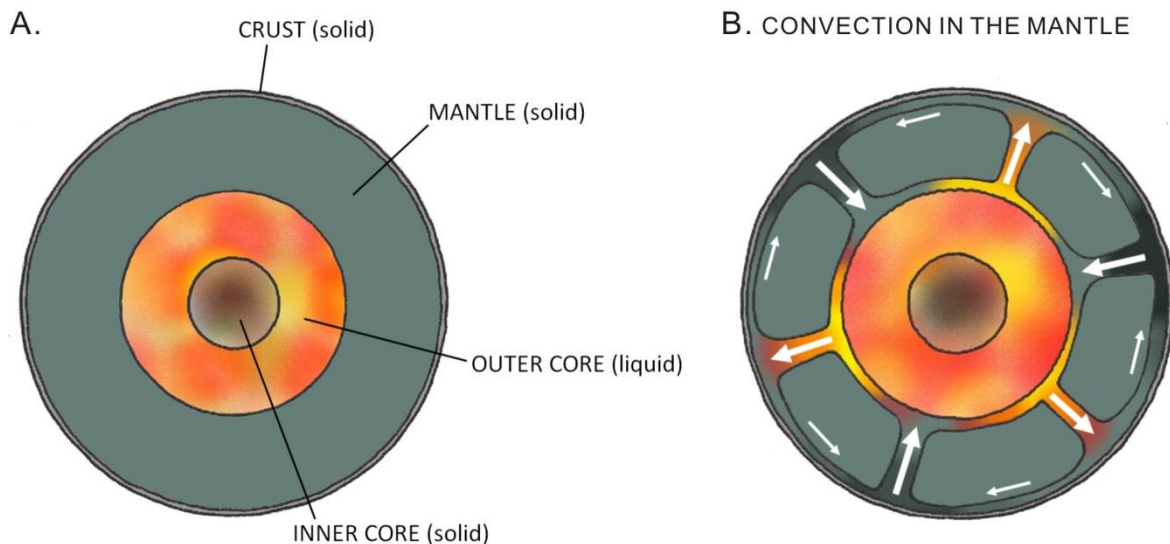 A.
CRUST (solid)
MANTLE (solid)
OUTER CORE (liquid)
INNER CORE (solid)
B. CONVECTION IN THE MANTLE